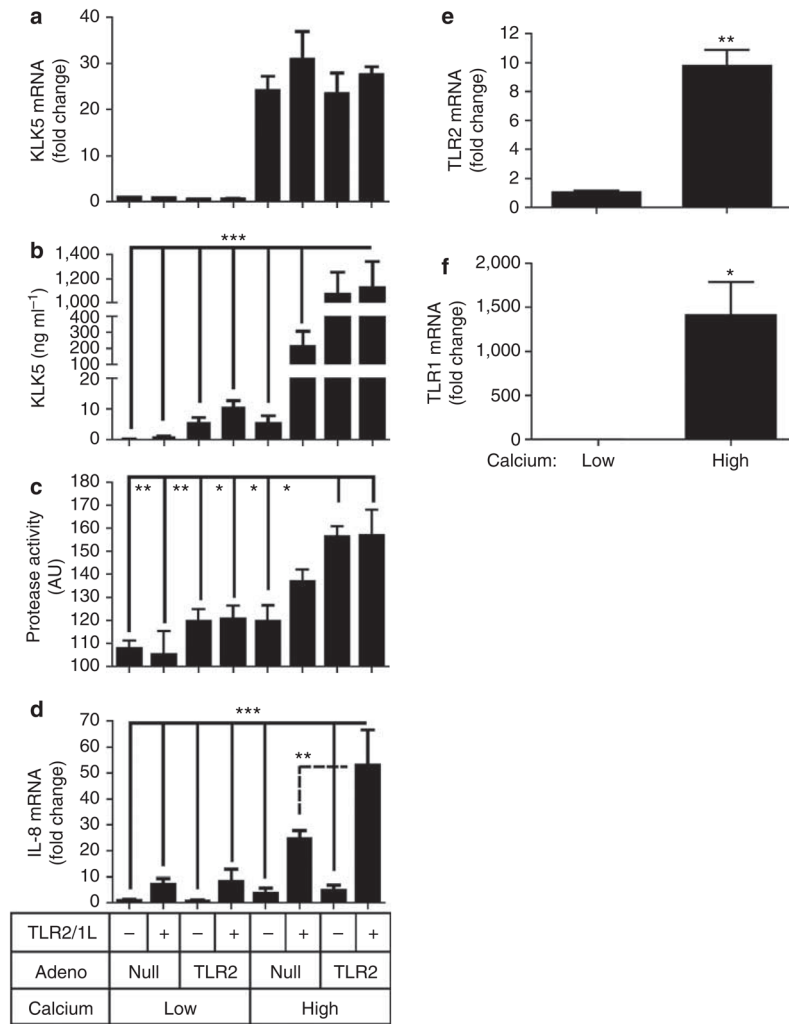 a
KLK5 mRNA
(fold change)
40
30
20
10
0
b
***
KLK5 (ng ml⁻¹)
1,400
1,200
1,000
400
300
200
100
20
10
0
c
** ** * * * *
Protease activity
(AU)
180
170
160
150
140
130
120
110
100
d
***
**
IL-8 mRNA
(fold change)
70
60
50
40
30
20
10
0
TLR2/1L − + − + − + − +
Adeno Null TLR2 Null TLR2
Calcium Low High
e
**
TLR2 mRNA
(fold change)
12
10
8
6
4
2
0
f
*
TLR1 mRNA
(fold change)
2,000
1,500
1,000
500
0
Calcium: Low High